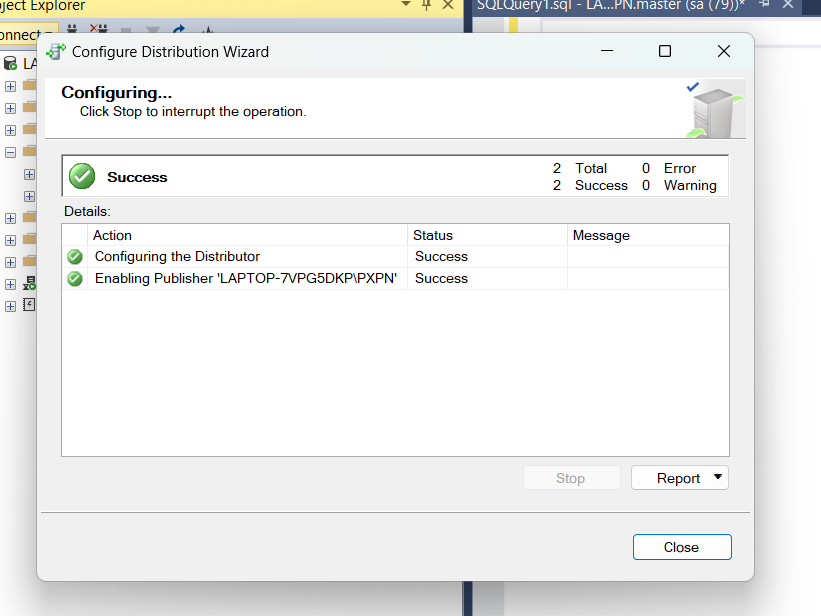 ject Explorer
SQLQuery1.sql - LA...PN.master (sa (79))*
onnect
LA
Configure Distribution Wizard
Configuring...
Click Stop to interrupt the operation.
Success
2 Total 0 Error
2 Success 0 Warning
Details:
Action Status Message
Configuring the Distributor Success
Enabling Publisher 'LAPTOP-7VPG5DKP\PXPN' Success
Stop Report
Close